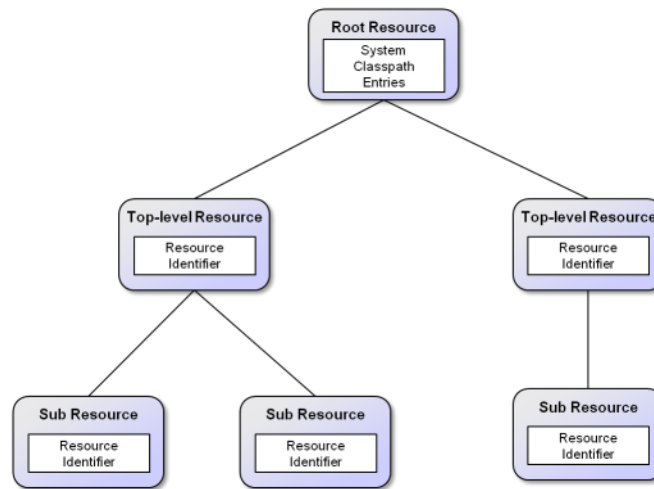 Root Resource
System
Classpath
Entries
Top-level Resource
Resource
Identifier
Top-level Resource
Resource
Identifier
Sub Resource
Resource
Identifier
Sub Resource
Resource
Identifier
Sub Resource
Resource
Identifier